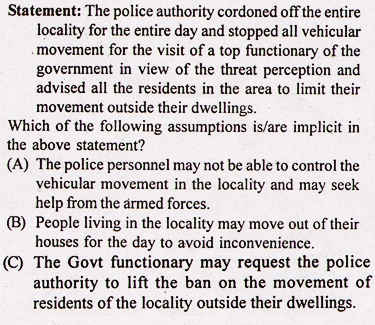 Statement: The police authority cordoned off the entire
locality for the entire day and stopped all vehicular
movement for the visit of a top functionary of the
government in view of the threat perception and
advised all the residents in the area to limit their
movement outside their dwellings.
Which of the following assumptions is/are implicit in
the above statement?
(A) The police personnel may not be able to control the
vehicular movement in the locality and may seek
help from the armed forces.
(B) People living in the locality may move out of their
houses for the day to avoid inconvenience.
(C) The Govt functionary may request the police
authority to lift the ban on the movement of
residents of the locality outside their dwellings.